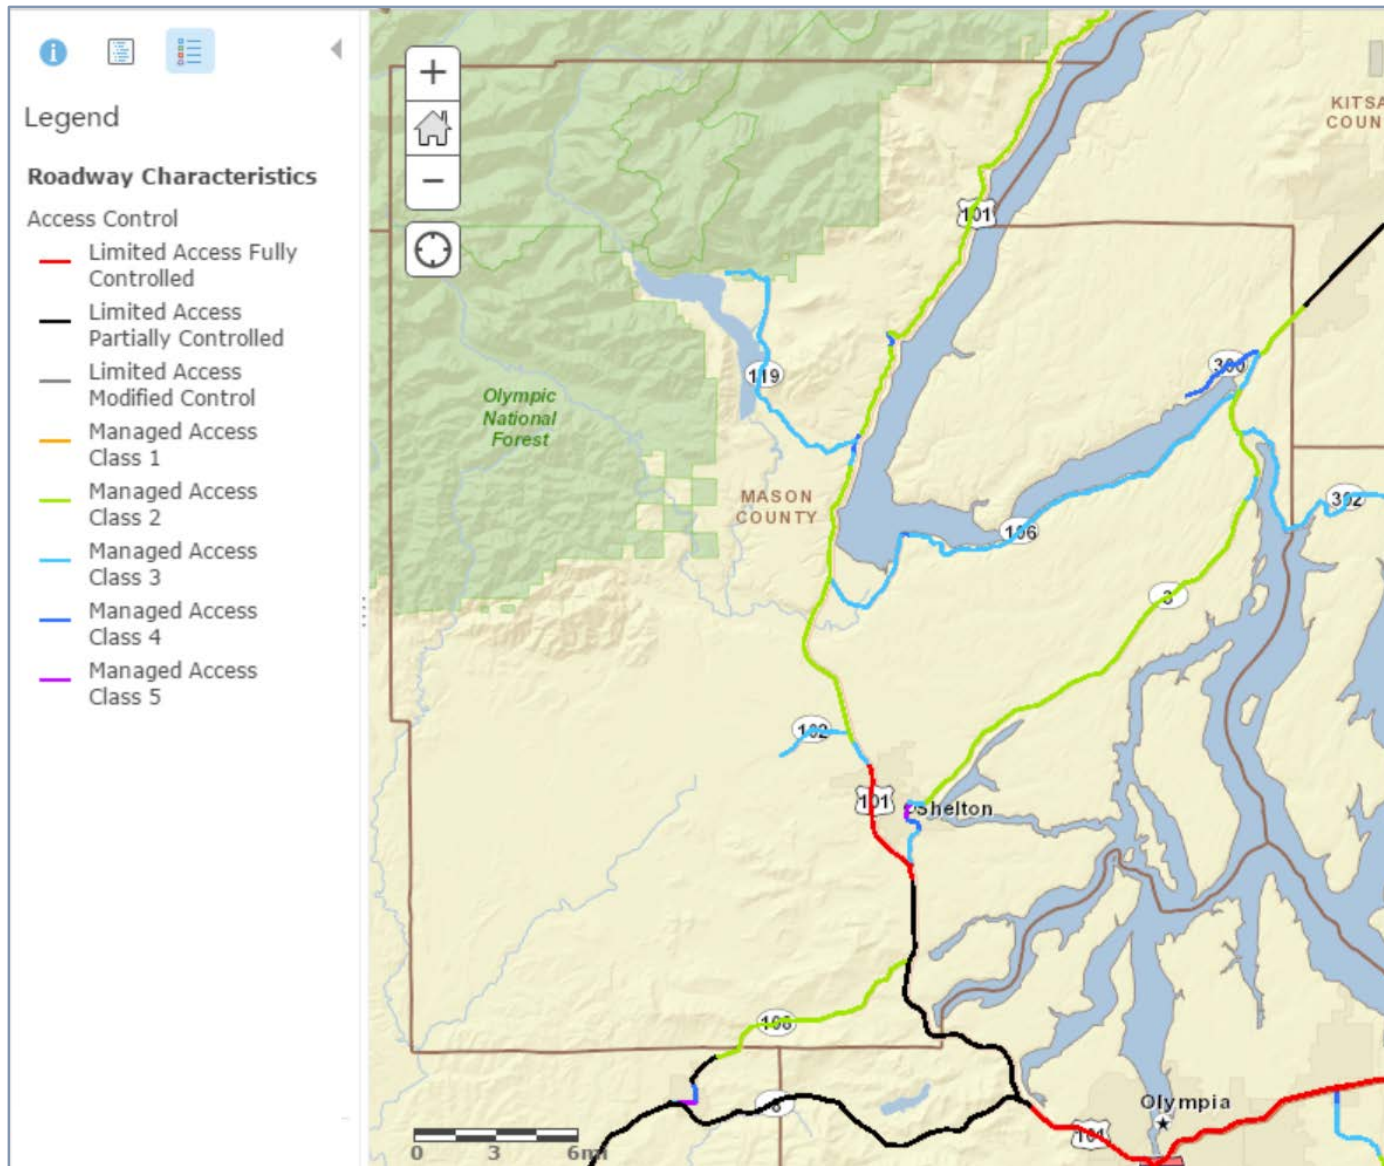 Legend
Roadway Characteristics
Access Control
Limited Access Fully
Controlled
Limited Access
Partially Controlled
Limited Access
Modified Control
Managed Access
Class 1
Managed Access
Class 2
Managed Access
Class 3
Managed Access
Class 4
Managed Access
Class 5
101
119
Olympic
National
Forest
MASON
COUNTY
300
302
106
3
102
101
Shelton
108
8
Olympia
101
0 3 6mi